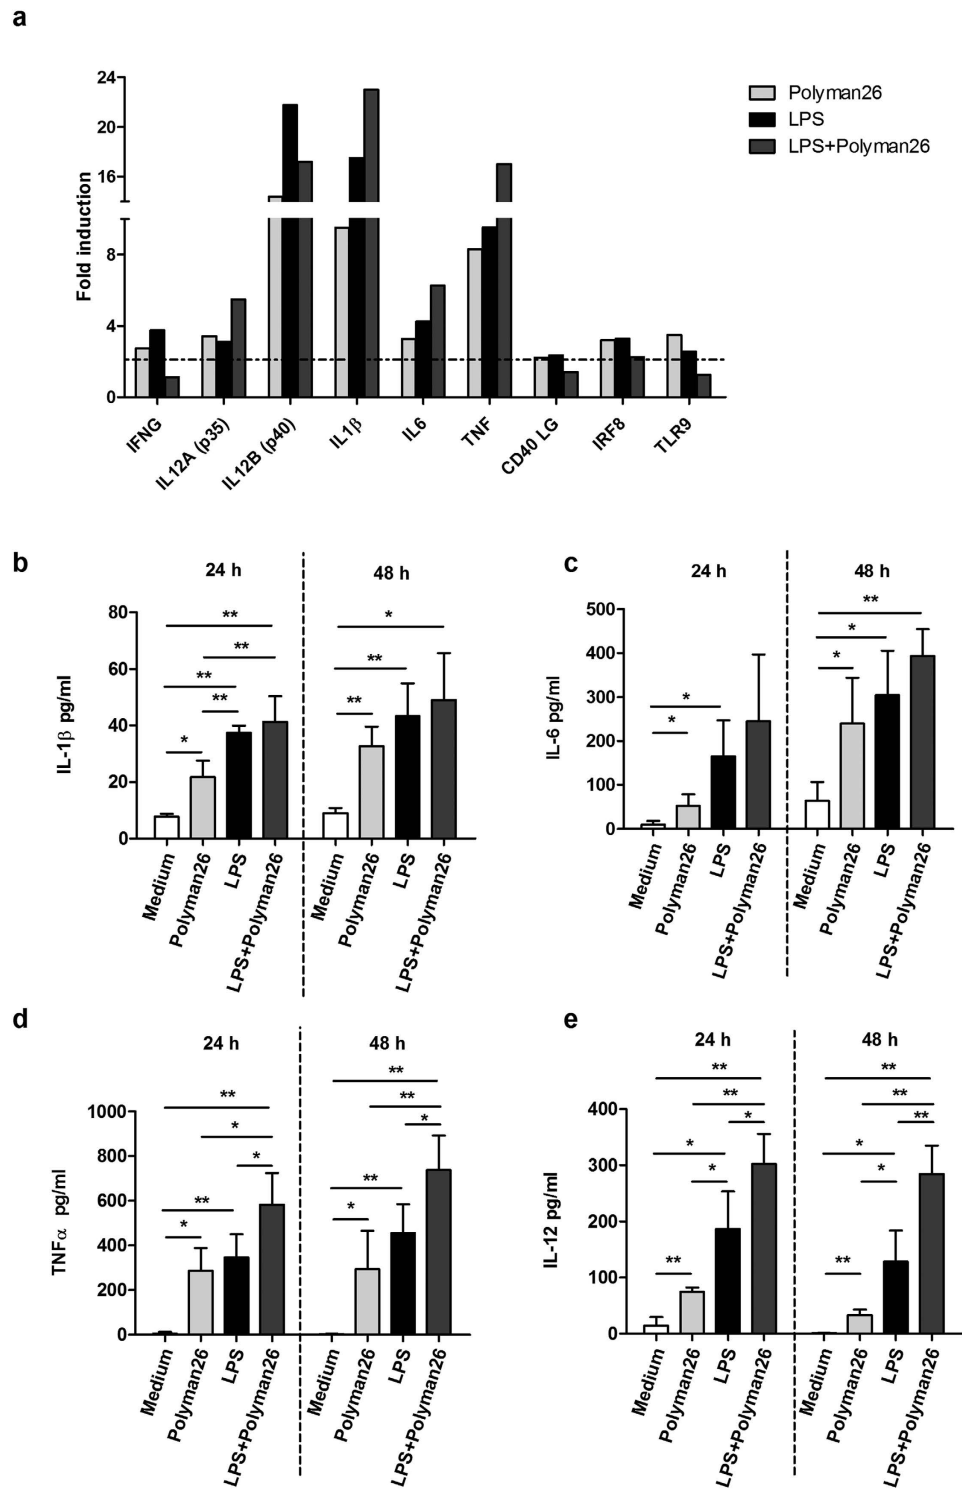 a
24
20
16
8
4
0
Fold induction
Polyman26
LPS
LPS+Polyman26
IFNG
IL12A (p35)
IL12B (p40)
IL1β
IL6
TNF
CD40 LG
IRF8
TLR9
b
24 h
48 h
80
60
40
20
0
IL-1β pg/ml
**
**
**
**
*
*
**
**
Medium
Polyman26
LPS
LPS+Polyman26
Medium
Polyman26
LPS
LPS+Polyman26
c
24 h
48 h
500
400
300
200
100
0
IL-6 pg/ml
*
*
**
*
*
Medium
Polyman26
LPS
LPS+Polyman26
Medium
Polyman26
LPS
LPS+Polyman26
d
24 h
48 h
1000
800
600
400
200
0
TNFα pg/ml
**
*
*
**
*
**
**
*
**
*
Medium
Polyman26
LPS
LPS+Polyman26
Medium
Polyman26
LPS
LPS+Polyman26
e
24 h
48 h
400
300
200
100
0
IL-12 pg/ml
**
**
*
*
*
**
**
**
**
*
*
**
Medium
Polyman26
LPS
LPS+Polyman26
Medium
Polyman26
LPS
LPS+Polyman26